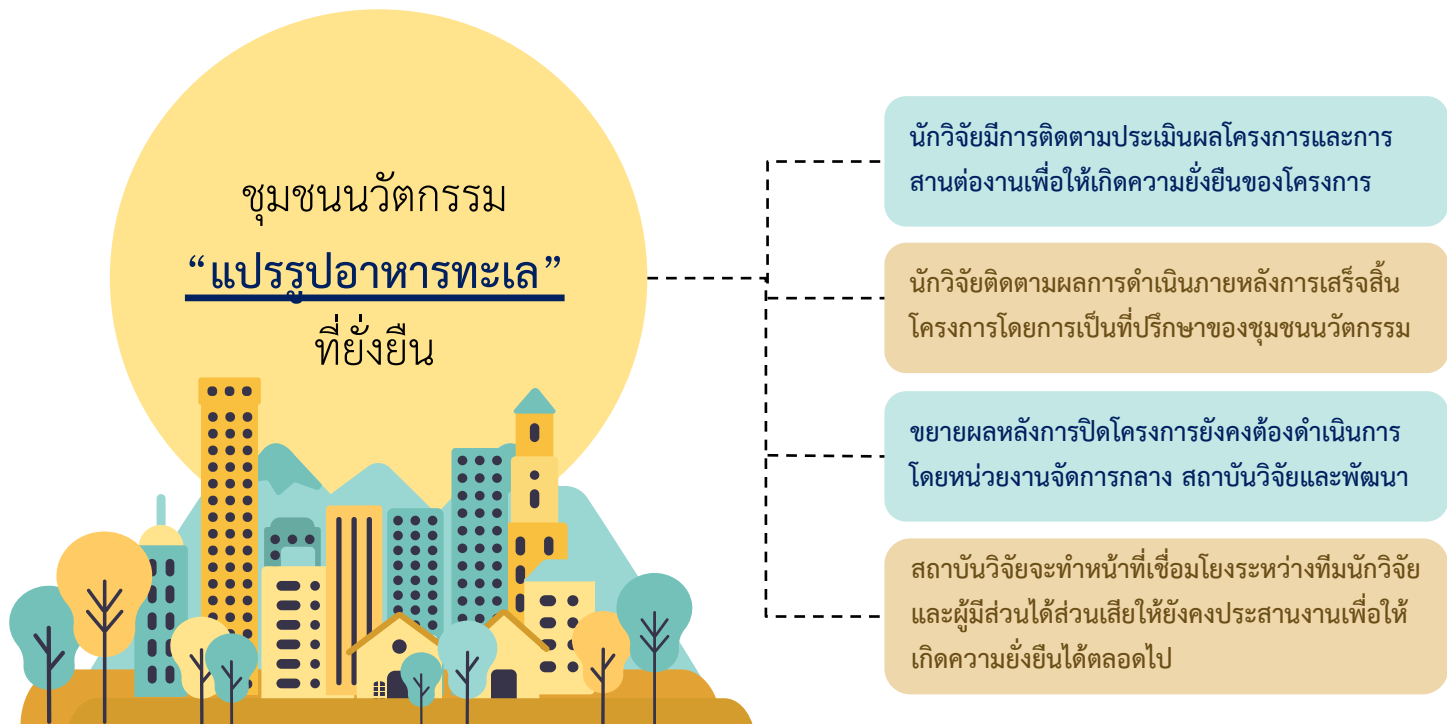 ชุมชนนวัตกรรม
“แปรรูปอาหารทะเล”
ที่ยั่งยืน
นักวิจัยมีการติดตามประเมินผลโครงการและการ
สานต่องานเพื่อให้เกิดความยั่งยืนของโครงการ
นักวิจัยติดตามผลการดำเนินภายหลังการเสร็จสิ้น
โครงการโดยการเป็นที่ปรึกษาของชุมชนนวัตกรรม
ขยายผลหลังการปิดโครงการยังคงต้องดำเนินการ
โดยหน่วยงานจัดการกลาง สถาบันวิจัยและพัฒนา
สถาบันวิจัยจะทำหน้าที่เชื่อมโยงระหว่างทีมนักวิจัย
และผู้มีส่วนได้ส่วนเสียให้ยังคงประสานงานเพื่อให้
เกิดความยั่งยืนได้ตลอดไป